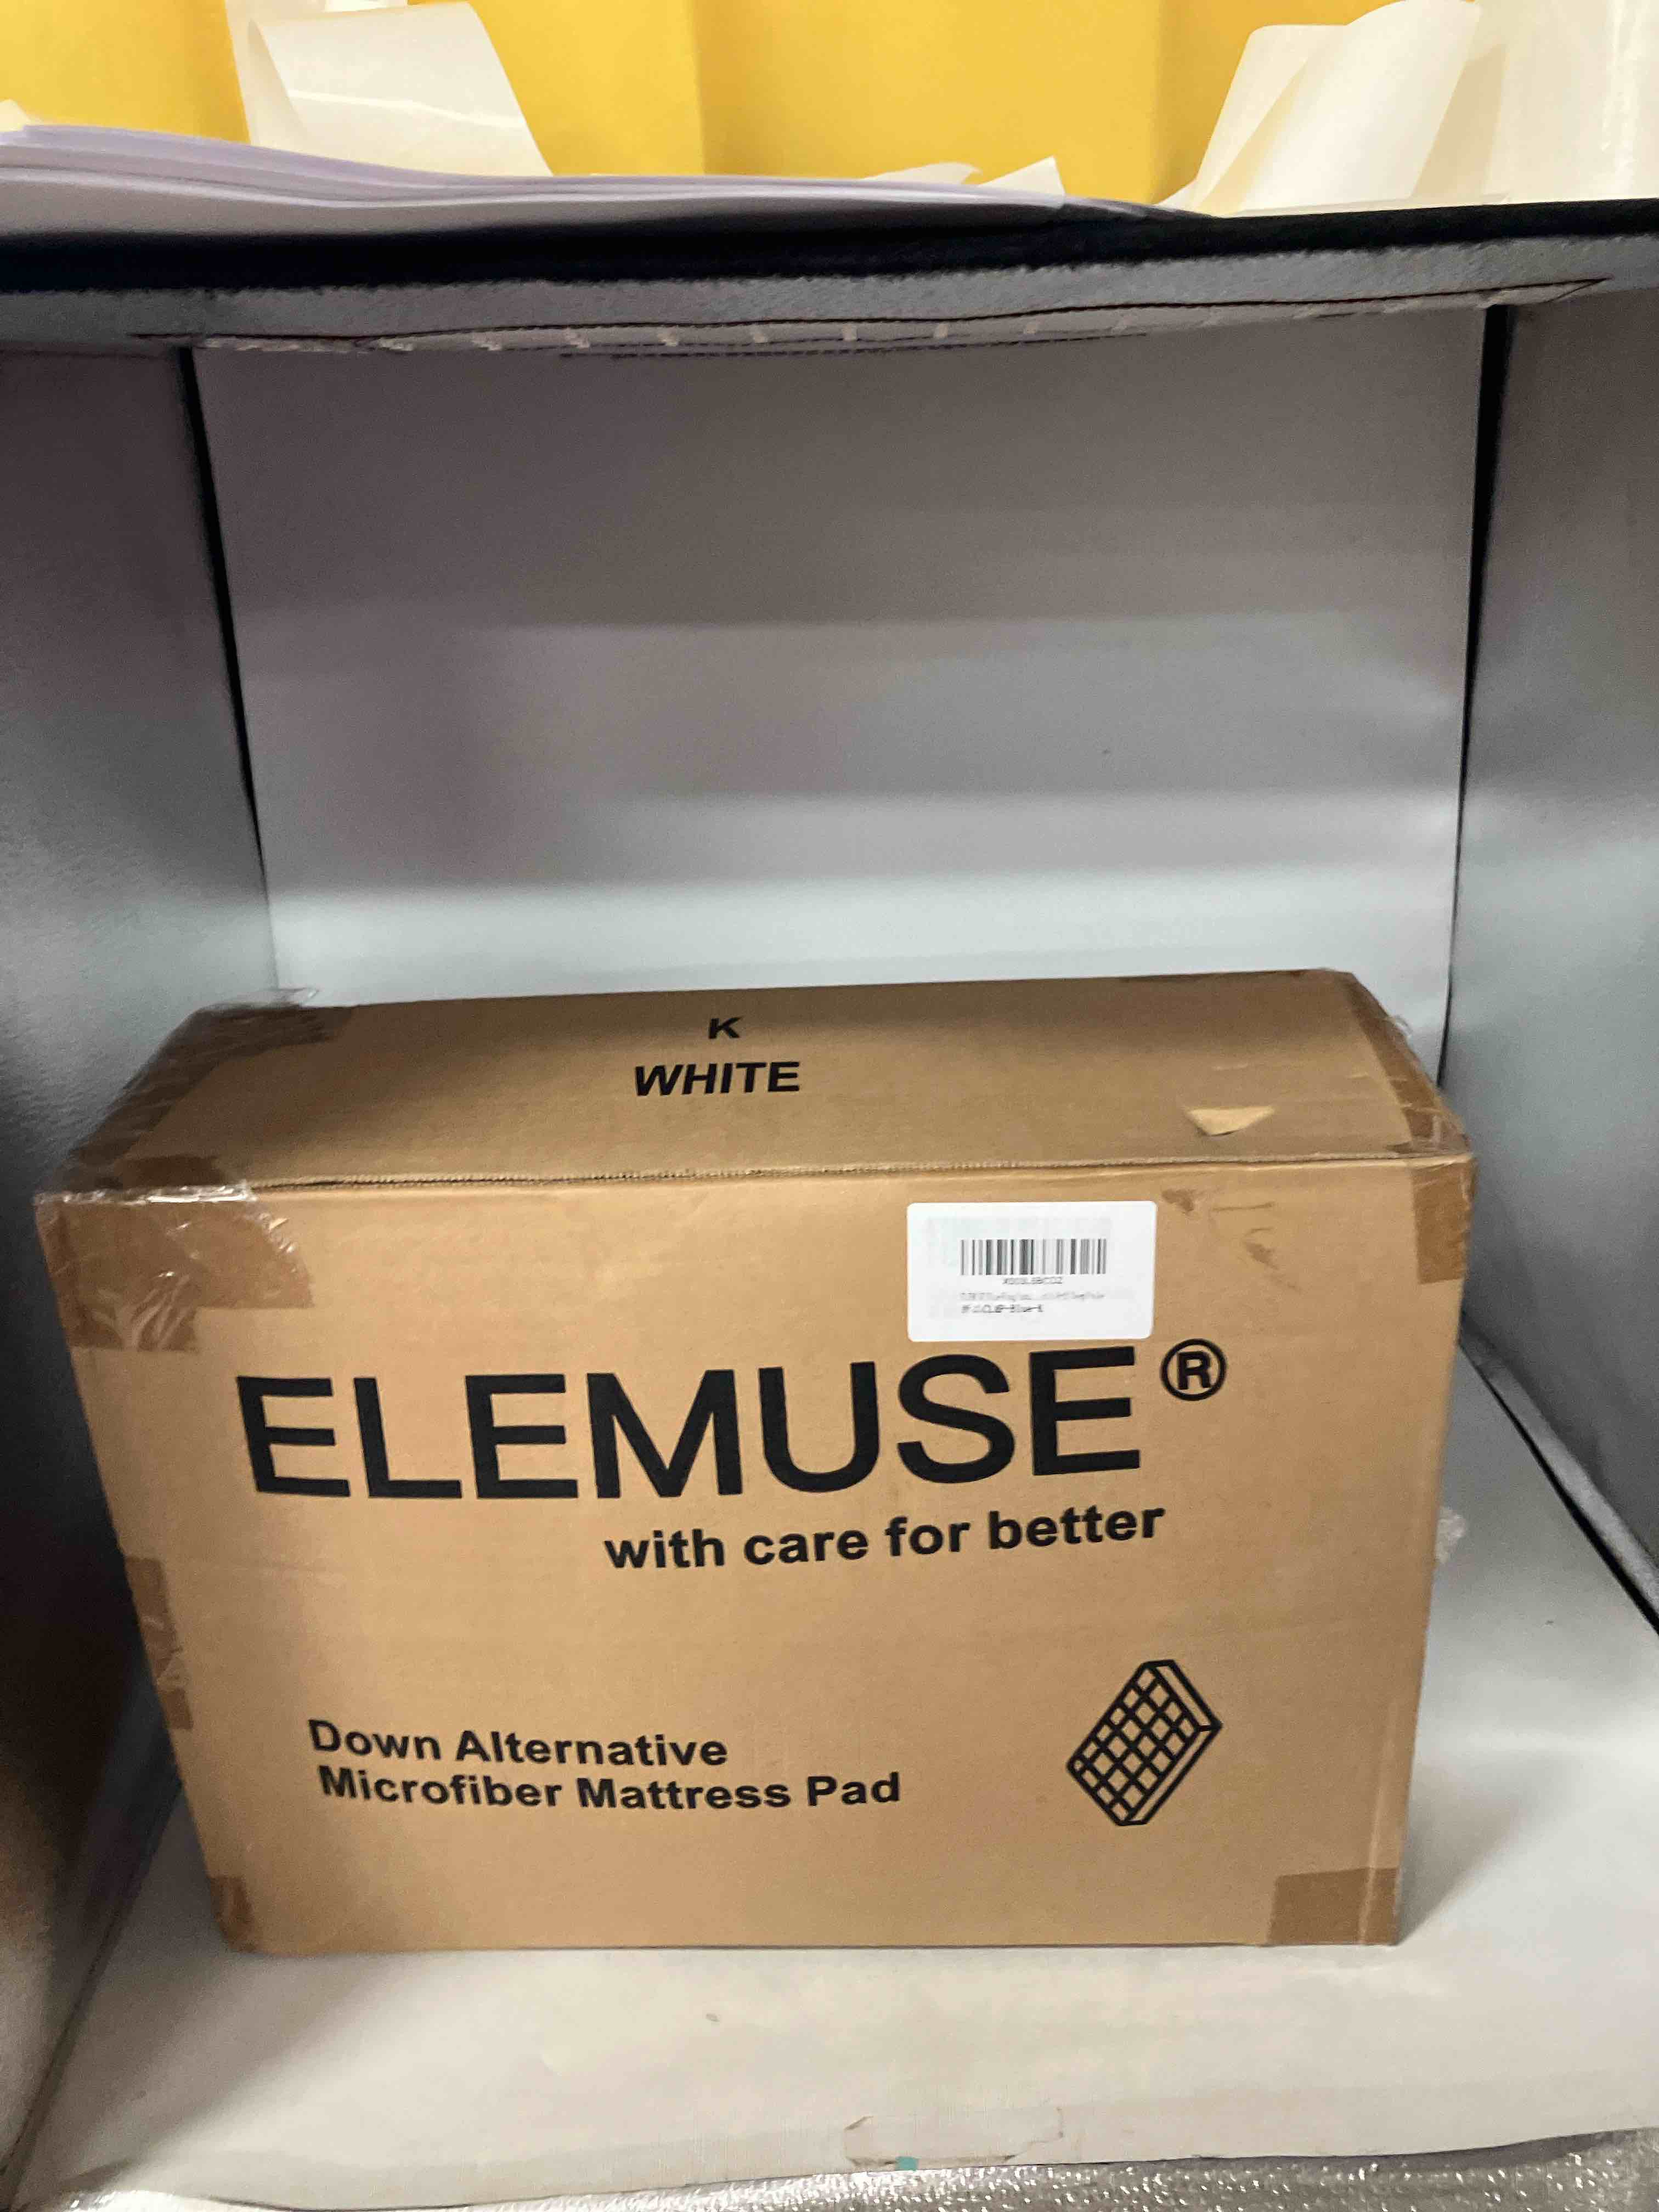 K
WHITE
ELEMUSE®
with care for better
Down Alternative
Microfiber Mattress Pad